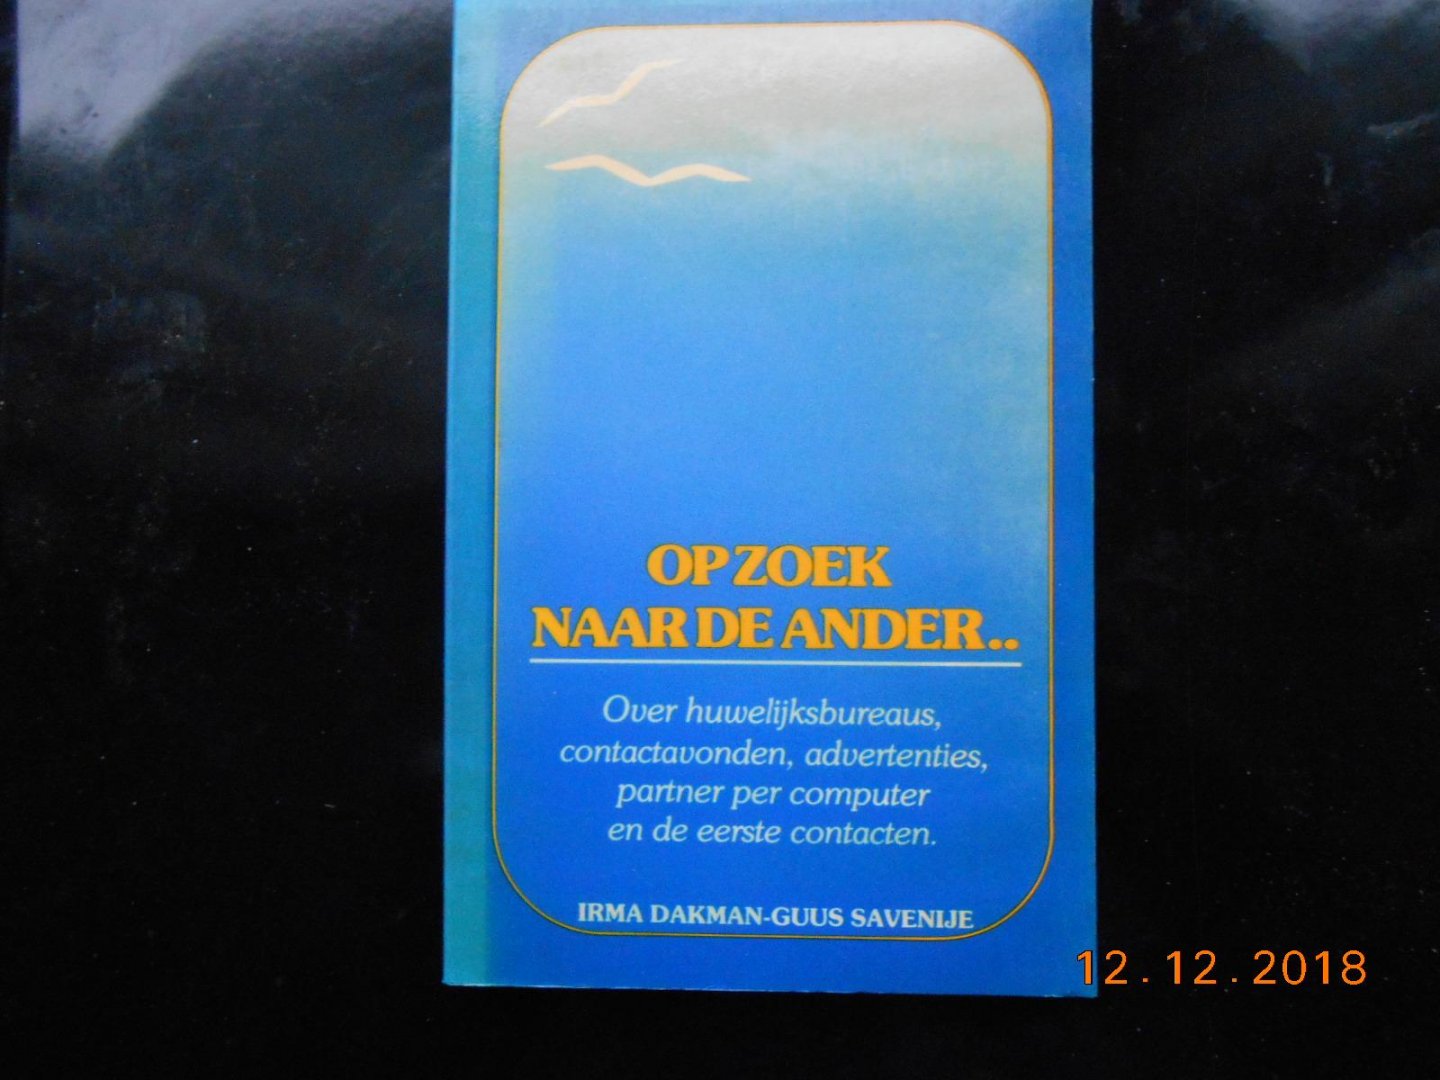 OP ZOEK
NAAR DE ANDER..
Over huwelijksbureaus,
contactavonden, advertenties,
partner per computer
en de eerste contacten.
IRMA DAKMAN-GUUS SAVENIJE
12.12.2018